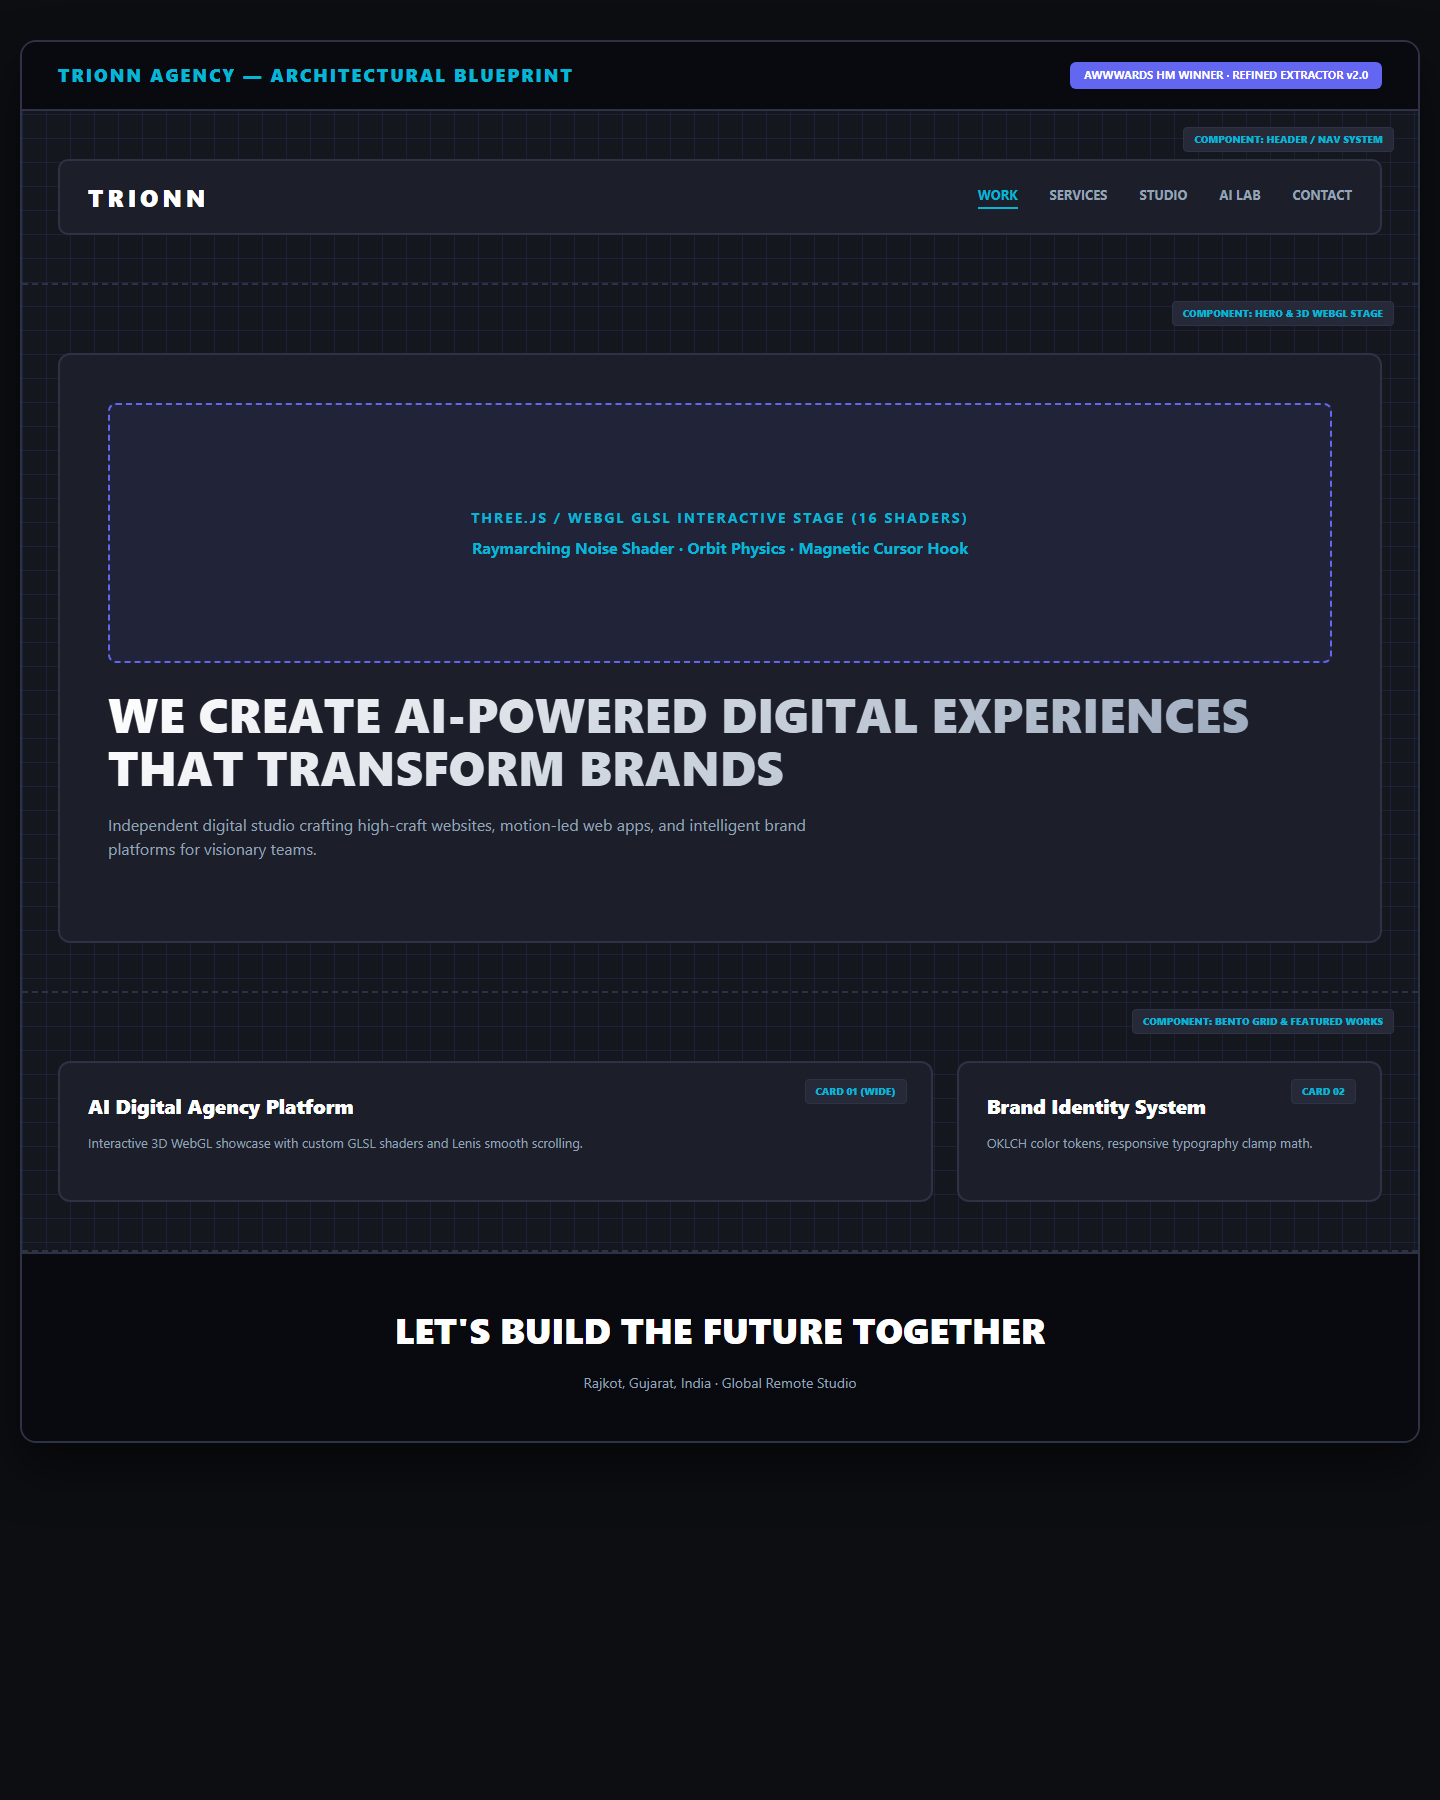 TRIONN AGENCY — ARCHITECTURAL BLUEPRINT
AWWWARDS HM WINNER · REFINED EXTRACTOR v2.0
COMPONENT: HEADER / NAV SYSTEM
TRIONN
WORK SERVICES STUDIO AI LAB CONTACT
COMPONENT: HERO & 3D WEBGL STAGE
THREE.JS / WEBGL GLSL INTERACTIVE STAGE (16 SHADERS)
Raymarching Noise Shader · Orbit Physics · Magnetic Cursor Hook
WE CREATE AI-POWERED DIGITAL EXPERIENCES
THAT TRANSFORM BRANDS
Independent digital studio crafting high-craft websites, motion-led web apps, and intelligent brand
platforms for visionary teams.
COMPONENT: BENTO GRID & FEATURED WORKS
CARD 01 (WIDE)
AI Digital Agency Platform
Interactive 3D WebGL showcase with custom GLSL shaders and Lenis smooth scrolling.
CARD 02
Brand Identity System
OKLCH color tokens, responsive typography clamp math.
LET'S BUILD THE FUTURE TOGETHER
Rajkot, Gujarat, India · Global Remote Studio